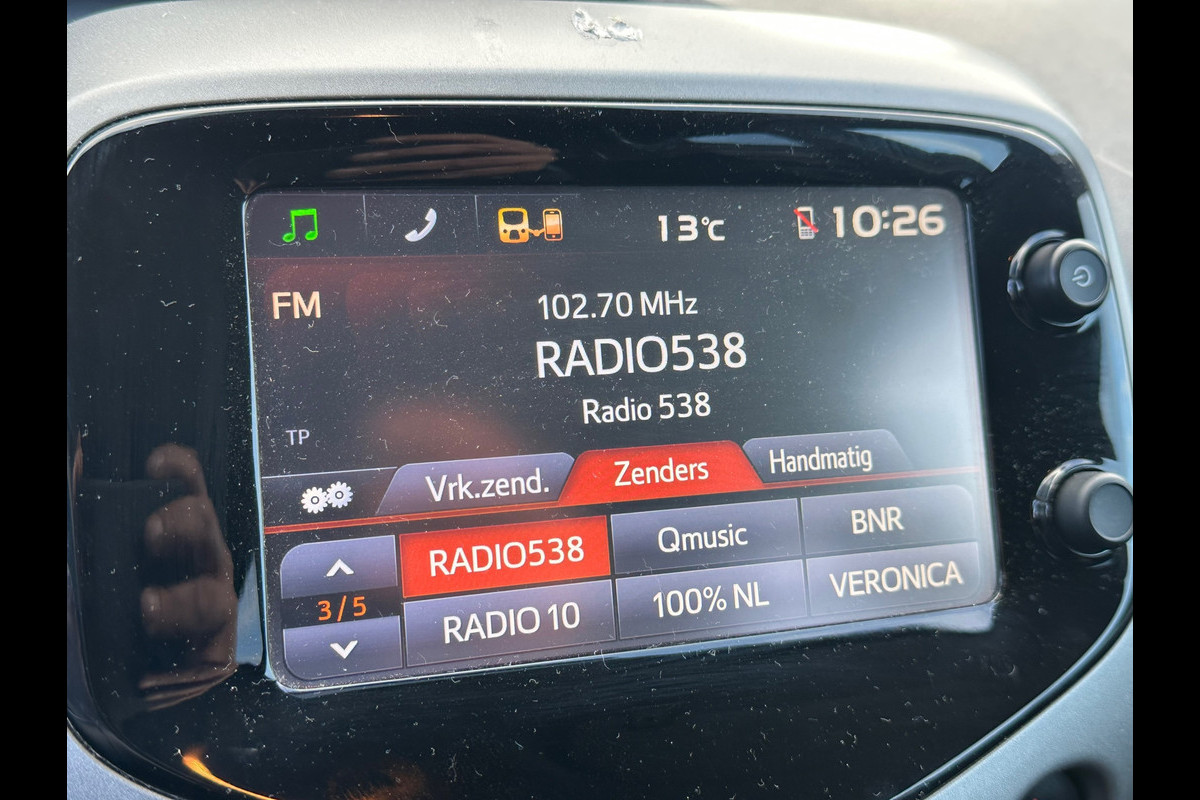 13°C
10:26
FM
102.70 MHz
RADIO538
Radio 538
TP
Vrk.zend.
Zenders
Handmatig
RADIO538
Qmusic
BNR
3/5
RADIO 10
100% NL
VERONICA